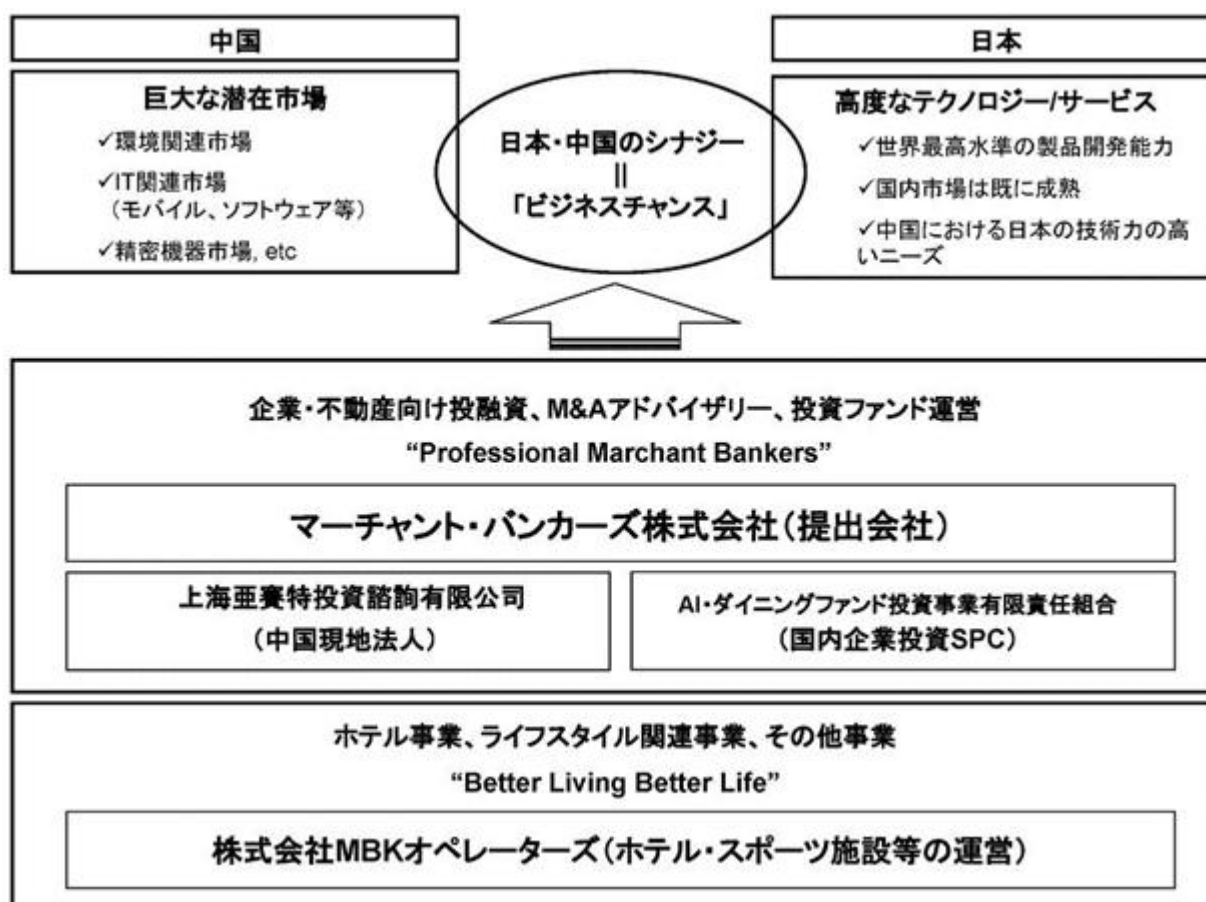 中国
巨大な潜在市場
✓環境関連市場
✓IT関連市場
（モバイル、ソフトウェア等）
✓精密機器市場, etc
日本・中国のシナジー
||
「ビジネスチャンス」
日本
高度なテクノロジー/サービス
✓世界最高水準の製品開発能力
✓国内市場は既に成熟
✓中国における日本の技術力の高
いニーズ
企業・不動産向け投融資、M&Aアドバイザリー、投資ファンド運営
“Professional Marchant Bankers”
マーチャント・バンカーズ株式会社（提出会社）
上海亜賽特投資諮詢有限公司
（中国現地法人）
AI・ダイニングファンド投資事業有限責任組合
（国内企業投資SPC）
ホテル事業、ライフスタイル関連事業、その他事業
“Better Living Better Life”
株式会社MBKオペレーターズ（ホテル・スポーツ施設等の運営）